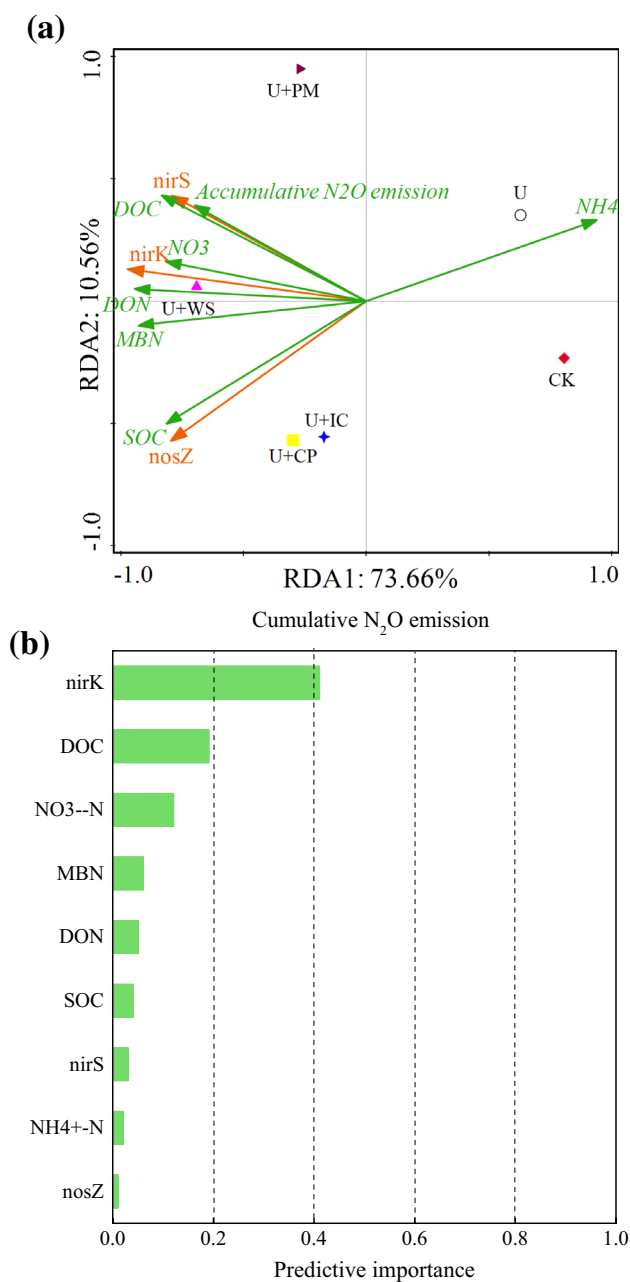 (a)
1.0
U+PM
nirS
Accumulative N2O emission
DOC
U
NH4
NO3
nirK
DON
U+WS
MBN
CK
SOC
nosZ
U+IC
U+CP
RDA2: 10.56%
-1.0
-1.0
RDA1: 73.66%
1.0
Cumulative N₂O emission
(b)
nirK
DOC
NO3--N
MBN
DON
SOC
nirS
NH4+-N
nosZ
0.0
0.2
0.4
0.6
0.8
1.0
Predictive importance